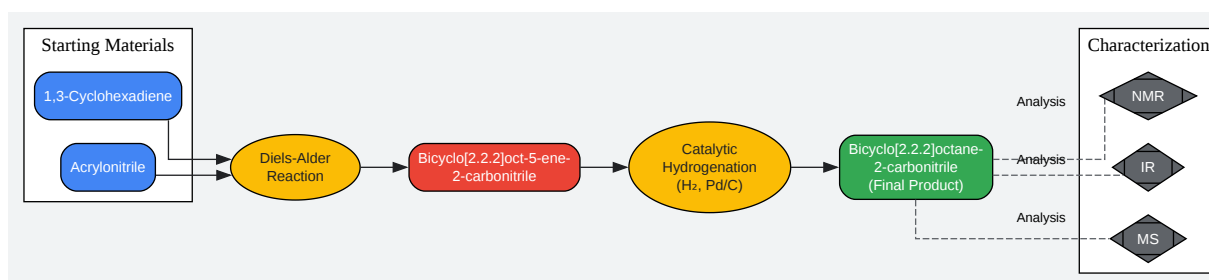 Starting Materials
1,3-Cyclohexadiene
Acrylonitrile
Diels-Alder
Reaction
Bicyclo[2.2.2]oct-5-ene-
2-carbonitrile
Catalytic
Hydrogenation
(H₂, Pd/C)
Bicyclo[2.2.2]octane-
2-carbonitrile
(Final Product)
Analysis
Analysis
Analysis
Characterization
NMR
IR
MS